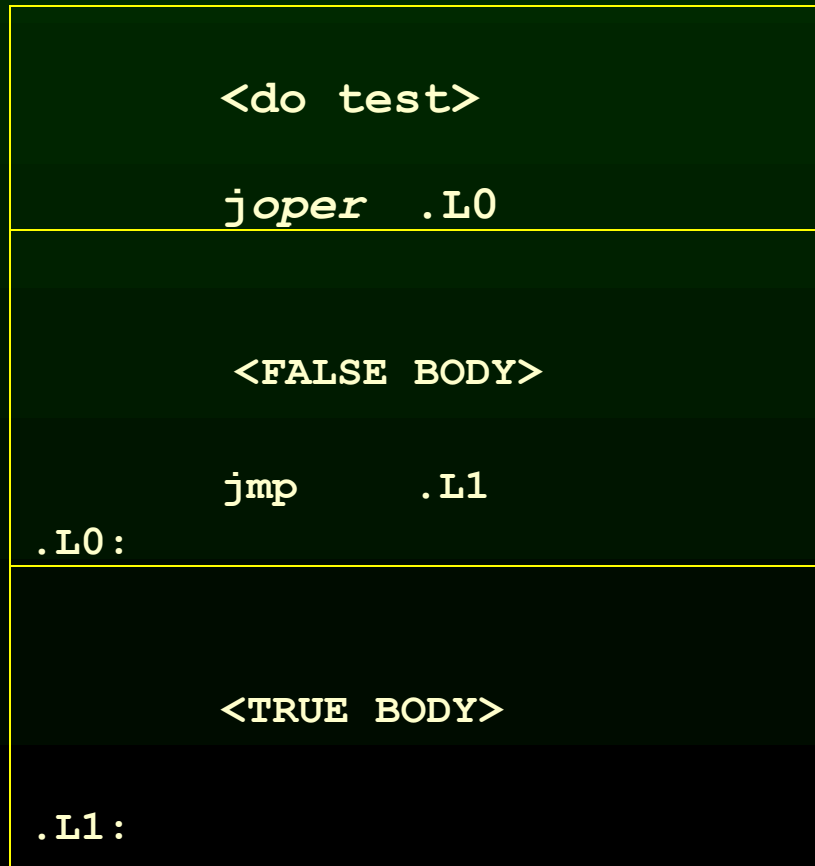 <do test>
joper .L0
<FALSE BODY>
jmp .L1
.L0:
<TRUE BODY>
.L1: